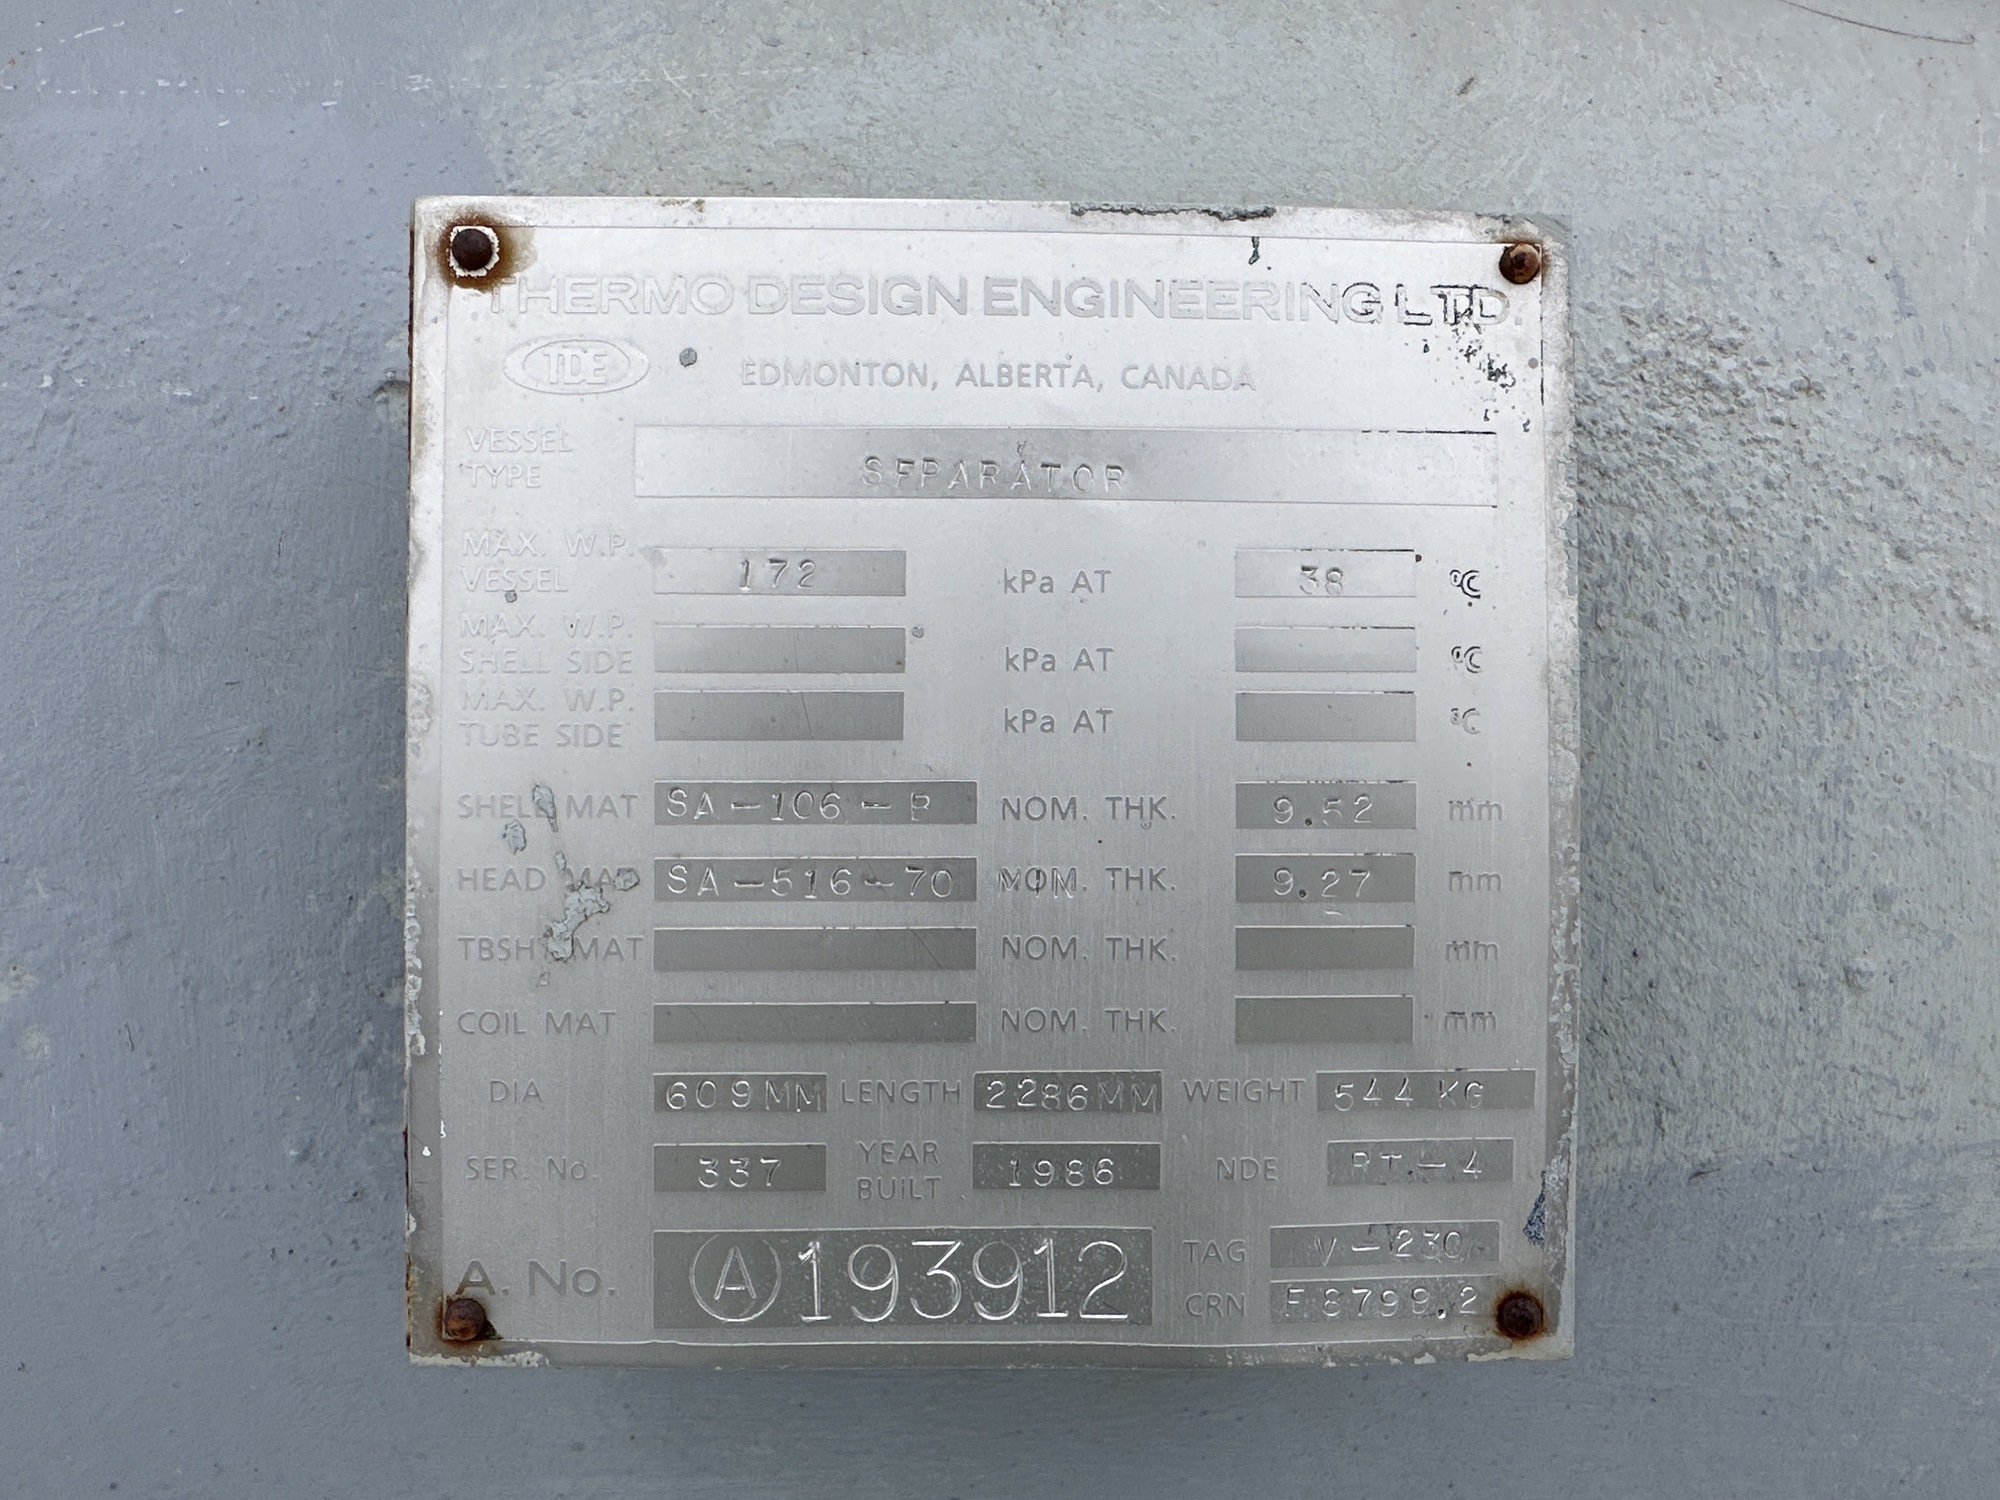 THERMO DESIGN ENGINEERING LTD.
TDE EDMONTON, ALBERTA, CANADA
VESSEL TYPE SEPARATOR
MAX. W.P. VESSEL 172 kPa AT 38 °C
MAX. W.P. SHELL SIDE kPa AT °C
MAX. W.P. TUBE SIDE kPa AT °C
SHELL MAT SA-106-B NOM. THK. 9.52 mm
HEAD MAT SA-516-70 MIN. THK. 9.27 mm
TBSHT MAT NOM. THK. mm
COIL MAT NOM. THK. mm
DIA 609MM LENGTH 2286MM WEIGHT 544 KG
SER. No. 337 YEAR BUILT 1986 NDE RT-4
A. No. A 193912 TAG V-230
CRN F8799.2